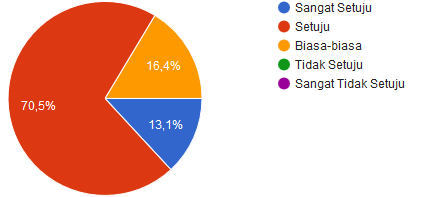 Sangat Setuju
Setuju
Biasa-biasa
Tidak Setuju
Sangat Tidak Setuju
16,4%
70,5%
13,1%